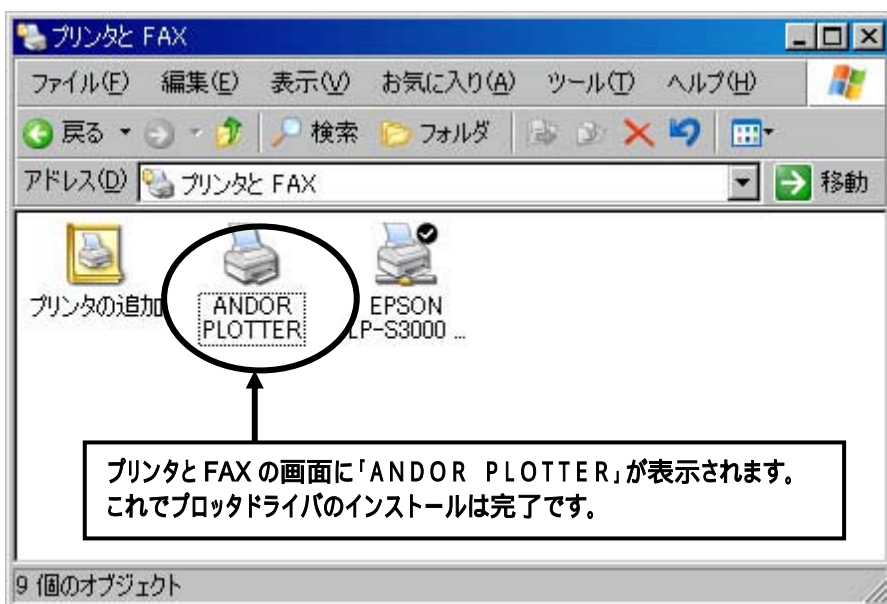 プリンタと FAX
ファイル(F) 編集(E) 表示(V) お気に入り(A) ツール(T) ヘルプ(H)
戻る 検索 フォルダ
アドレス(D) プリンタと FAX 移動
プリンタの追加
ANDOR
PLOTTER
EPSON
LP-S3000 ...
プリンタと FAX の画面に「ANDOR PLOTTER」が表示されます。
これでプロッタドライバのインストールは完了です。
9 個のオブジェクト